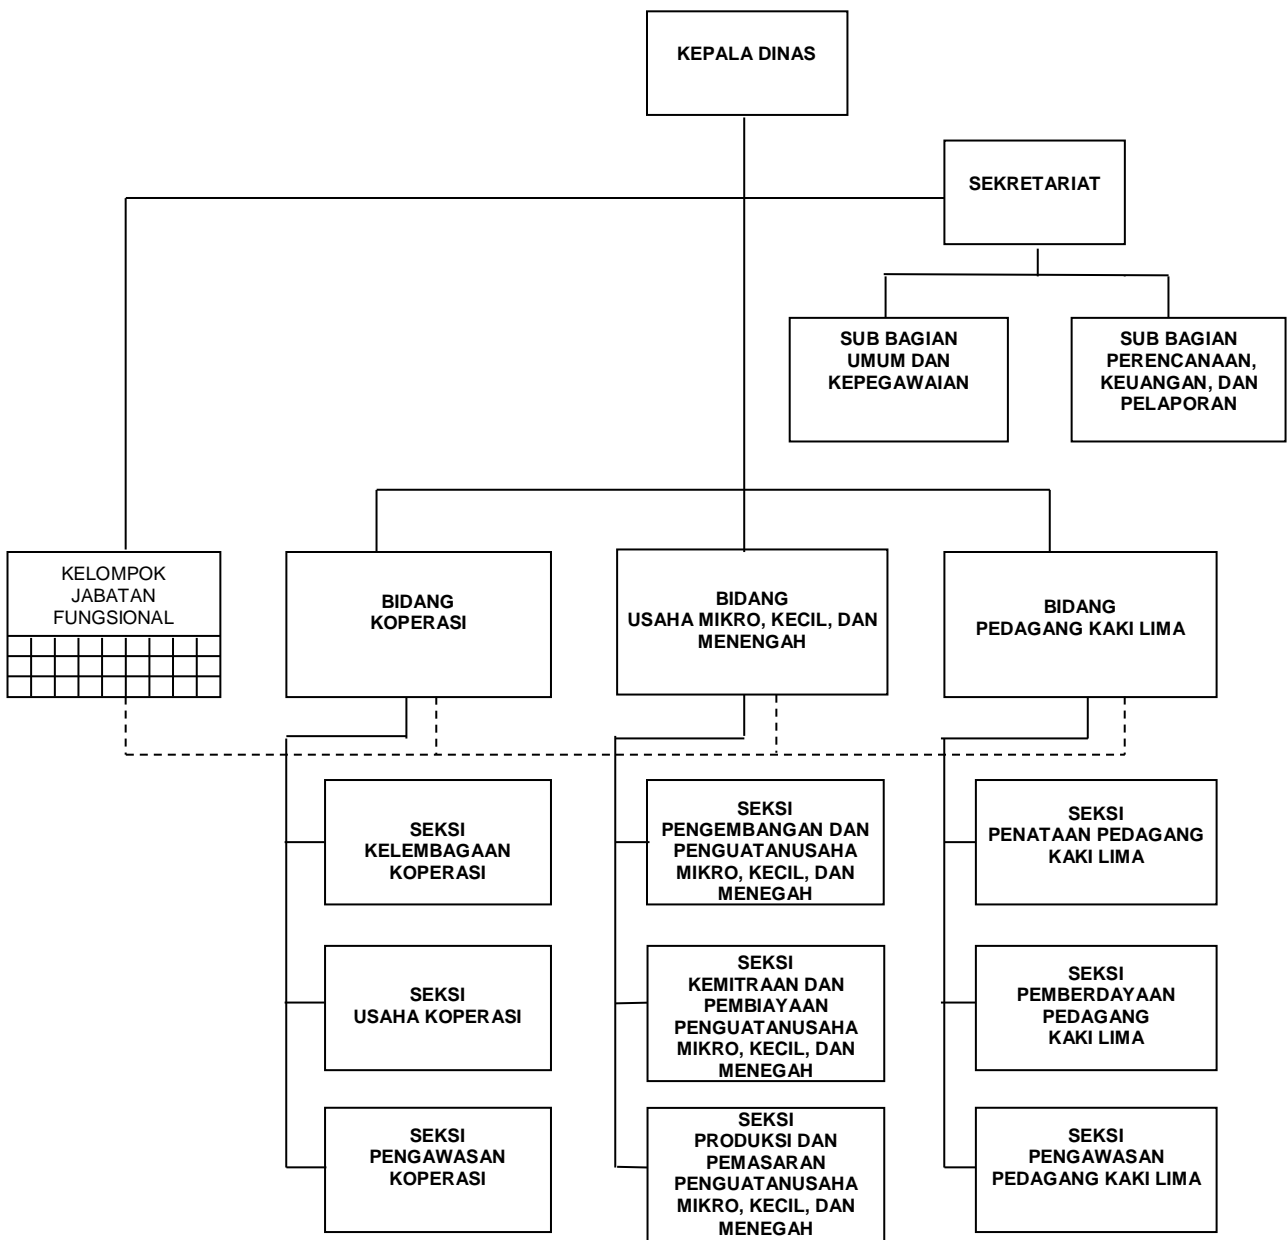 KEPALA DINAS
SEKRETARIAT
SUB BAGIAN
UMUM DAN
KEPEGAWAIAN
SUB BAGIAN
PERENCANAAN,
KEUANGAN, DAN
PELAPORAN
KELOMPOK
JABATAN
FUNGSIONAL
BIDANG
KOPERASI
BIDANG
USAHA MIKRO, KECIL, DAN
MENENGAH
BIDANG
PEDAGANG KAKI LIMA
SEKSI
KELEMBAGAAN
KOPERASI
SEKSI
PENGEMBANGAN DAN
PENGUATANUSAHA
MIKRO, KECIL, DAN
MENEGAH
SEKSI
PENATAAN PEDAGANG
KAKI LIMA
SEKSI
USAHA KOPERASI
SEKSI
KEMITRAAN DAN
PEMBIAYAAN
PENGUATANUSAHA
MIKRO, KECIL, DAN
MENEGAH
SEKSI
PEMBERDAYAAN
PEDAGANG
KAKI LIMA
SEKSI
PENGAWASAN
KOPERASI
SEKSI
PRODUKSI DAN
PEMASARAN
PENGUATANUSAHA
MIKRO, KECIL, DAN
MENEGAH
SEKSI
PENGAWASAN
PEDAGANG KAKI LIMA